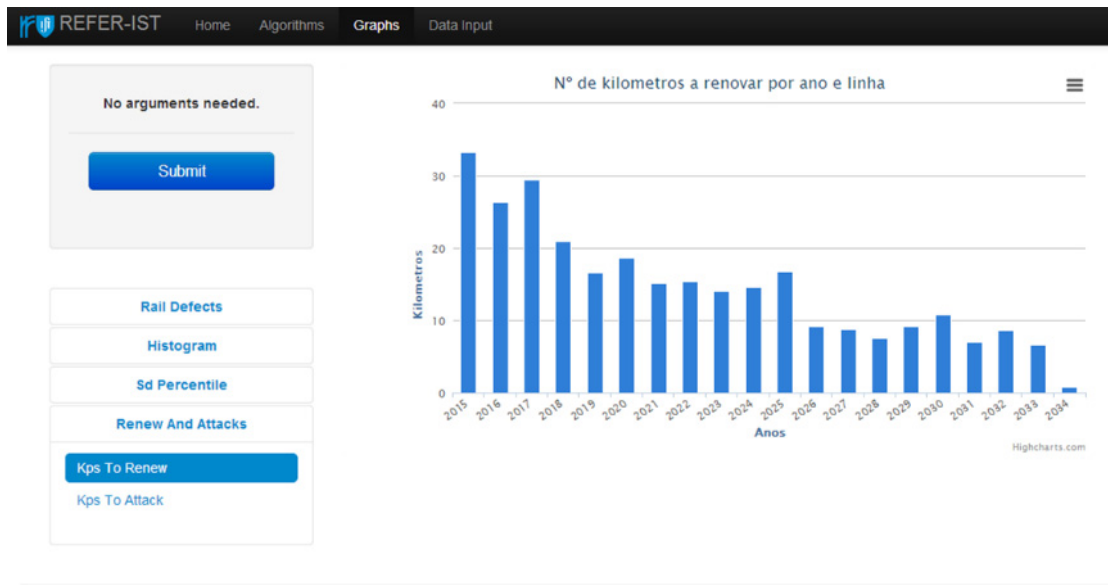 REFER-IST Home Algorithms Graphs Data Input
No arguments needed.
Submit
Rail Defects
Histogram
Sd Percentile
Renew And Attacks
Kps To Renew
Kps To Attack
Nº de kilometros a renovar por ano e linha
Kilometros
40
30
20
10
0
2015 2016 2017 2018 2019 2020 2021 2022 2023 2024 2025 2026 2027 2028 2029 2030 2031 2032 2033 2034
Anos
Highcharts.com